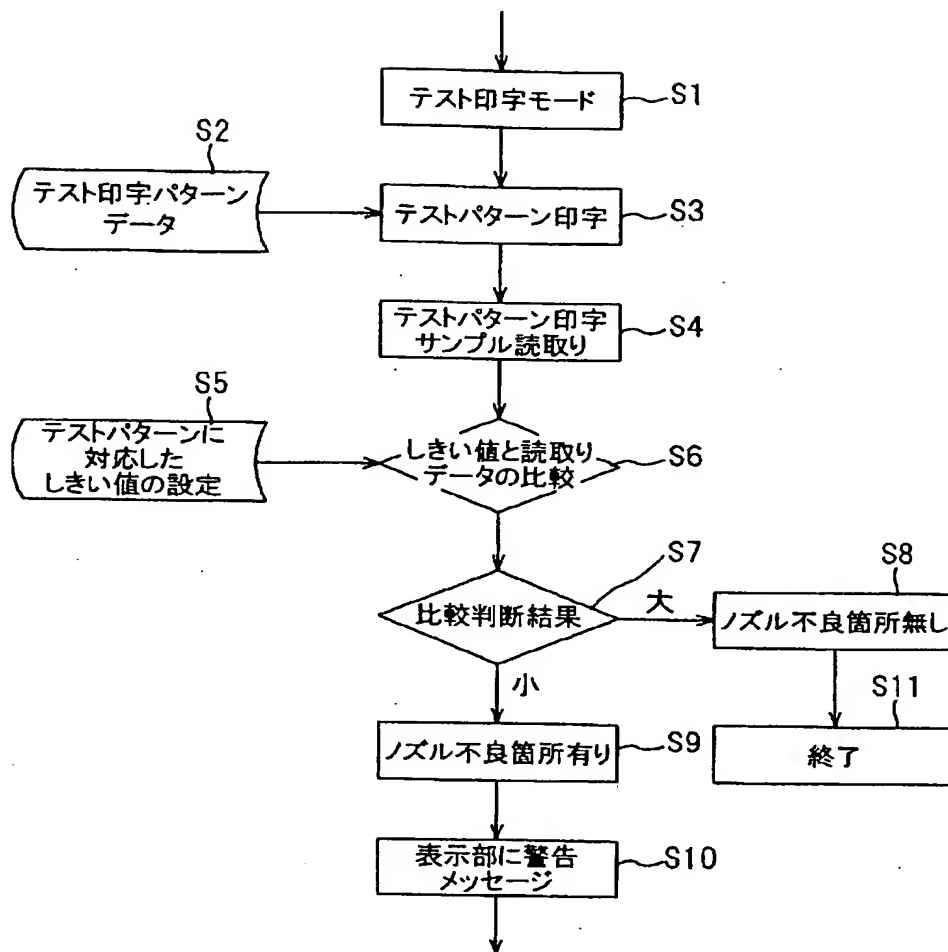 テスト印字モード
S1
S2
テスト印字パターン
データ
テストパターン印字
S3
テストパターン印字
サンプル読取り
S4
S5
テストパターンに
対応した
しきい値の設定
しきい値と読取り
データの比較
S6
S7
比較判断結果
大
S8
ノズル不良箇所無し
小
S11
終了
ノズル不良箇所有り
S9
表示部に警告
メッセージ
S10